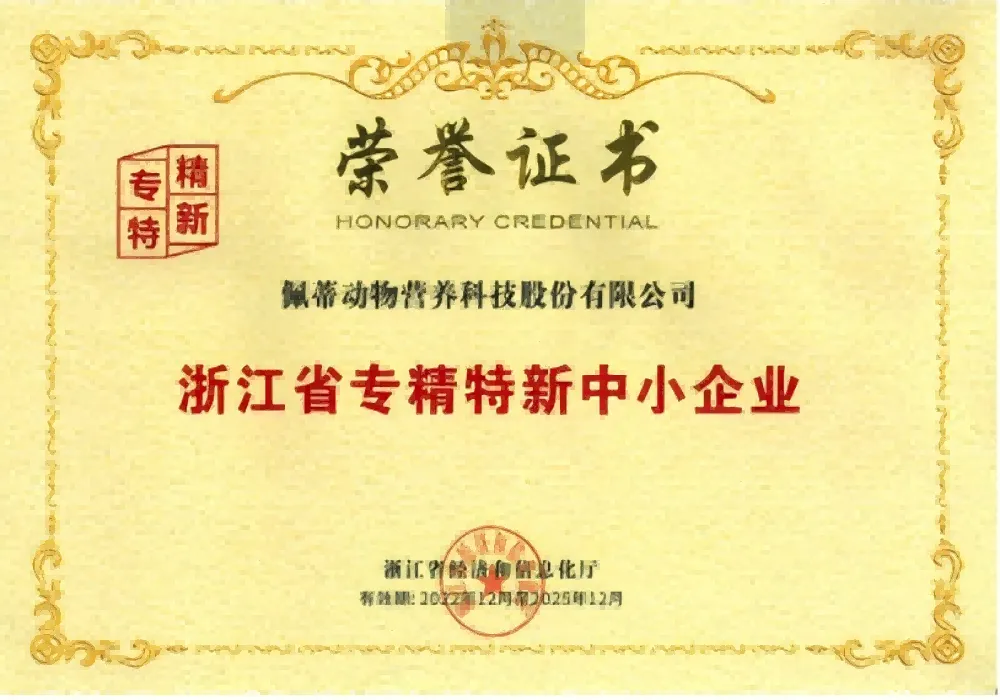 荣誉证书
HONORARY CREDENTIAL
专精
特新
佩蒂动物营养科技股份有限公司
浙江省专精特新中小企业
浙江省经济和信息化厅
有效期: 2022年12月至2025年12月